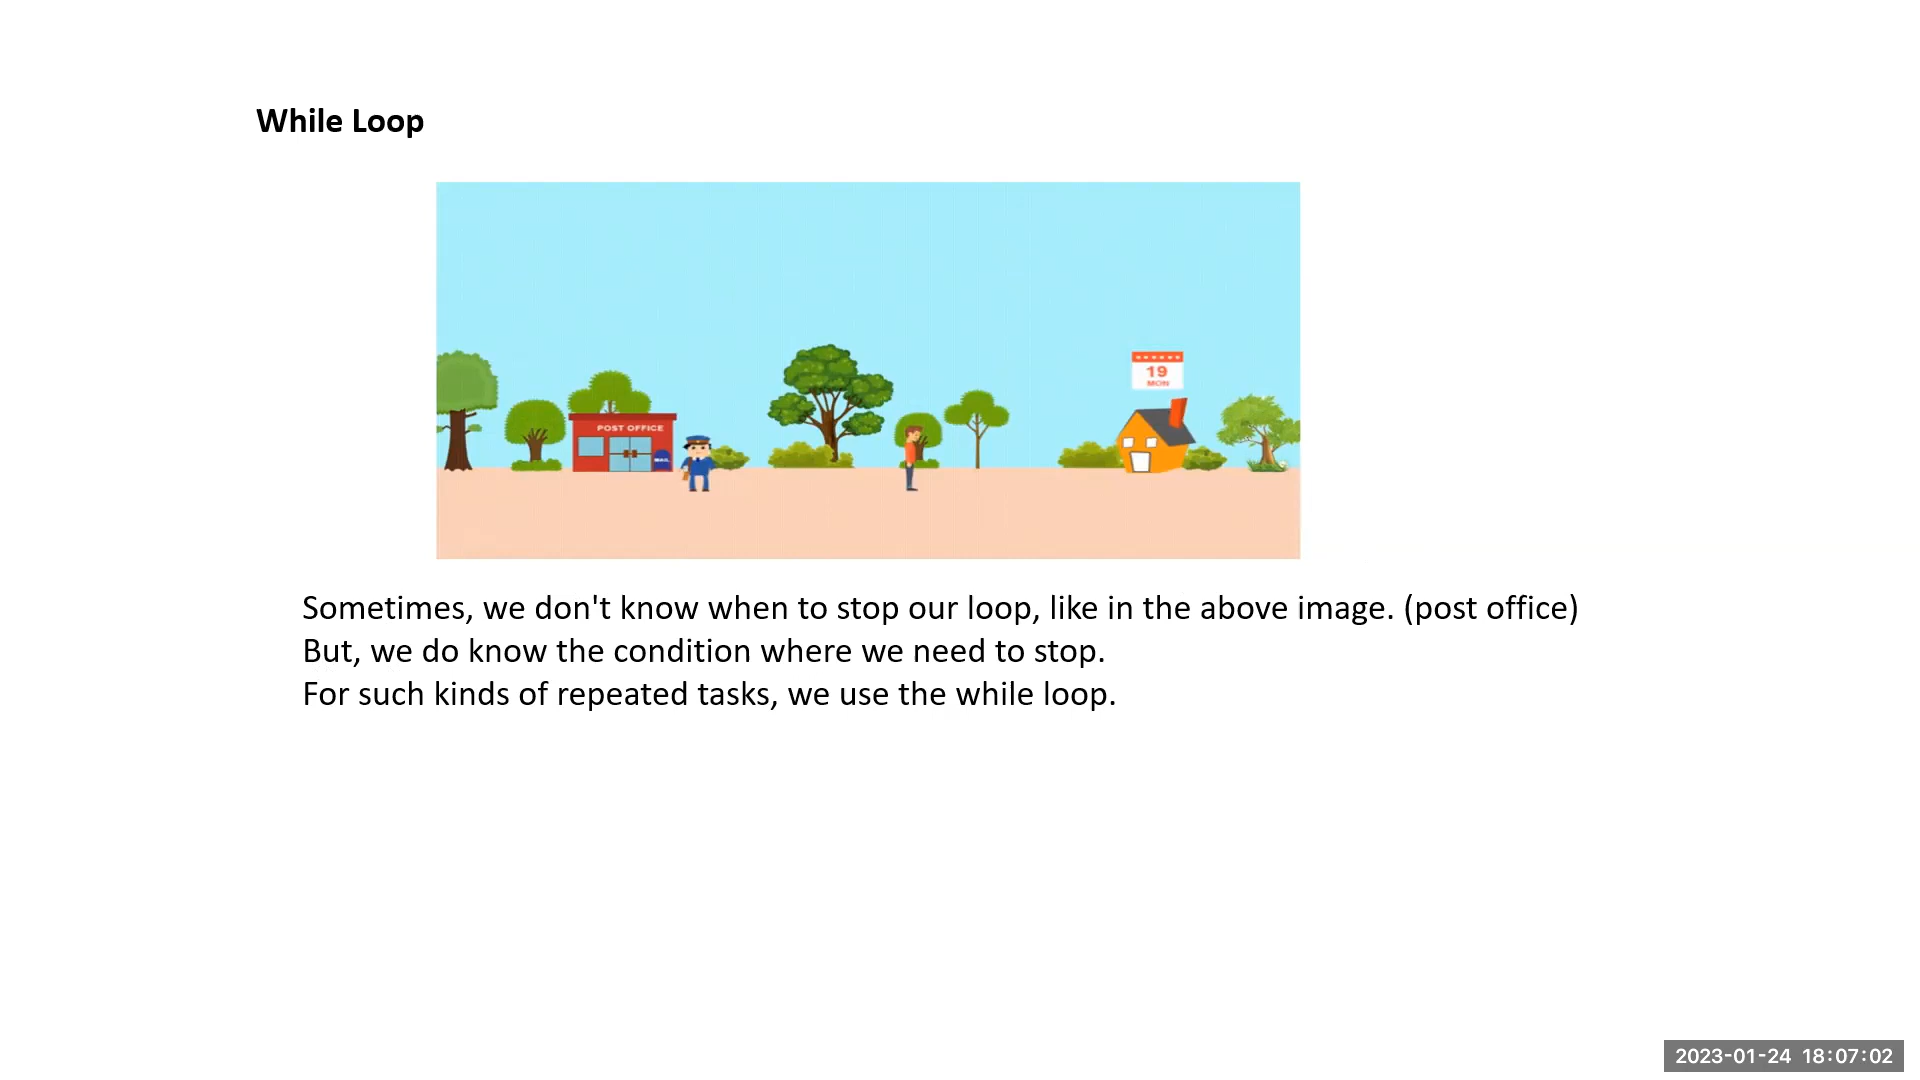 While Loop
19
MON
POST OFFICE
MAIL
Sometimes, we don't know when to stop our loop, like in the above image. (post office)
But, we do know the condition where we need to stop.
For such kinds of repeated tasks, we use the while loop.
2023-01-24 18:07:02